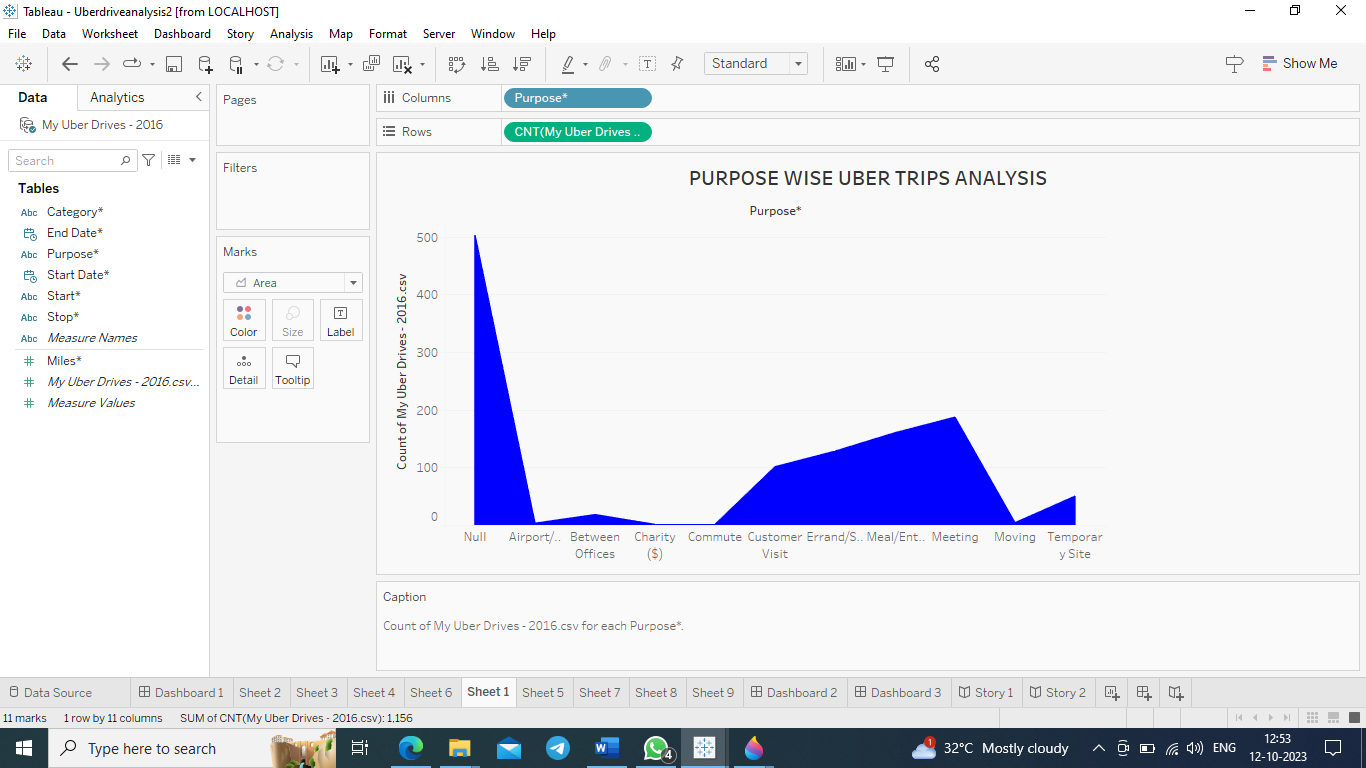 Tableau - Uberdriveanalysis2 [from LOCALHOST]
File Data Worksheet Dashboard Story Analysis Map Format Server Window Help
Standard
Show Me
Data Analytics
My Uber Drives - 2016
Search
Tables
Abc Category*
End Date*
Abc Purpose*
Start Date*
Abc Start*
Abc Stop*
Abc Measure Names
# Miles*
# My Uber Drives - 2016.csv...
# Measure Values
Pages
Filters
Marks
Area
Color Size Label
Detail Tooltip
Columns Purpose*
Rows CNT(My Uber Drives ..
PURPOSE WISE UBER TRIPS ANALYSIS
Purpose*
Count of My Uber Drives - 2016.csv
500
400
300
200
100
0
Null Airport/.. Between Charity Commute Customer Errand/S.. Meal/Ent.. Meeting Moving Temporar
Offices ($) Visit y Site
Caption
Count of My Uber Drives - 2016.csv for each Purpose*.
Data Source Dashboard 1 Sheet 2 Sheet 3 Sheet 4 Sheet 6 Sheet 1 Sheet 5 Sheet 7 Sheet 8 Sheet 9 Dashboard 2 Dashboard 3 Story 1 Story 2
11 marks 1 row by 11 columns SUM of CNT(My Uber Drives - 2016.csv): 1,156
Type here to search
W
4
1
32°C Mostly cloudy
ENG
12:53
12-10-2023